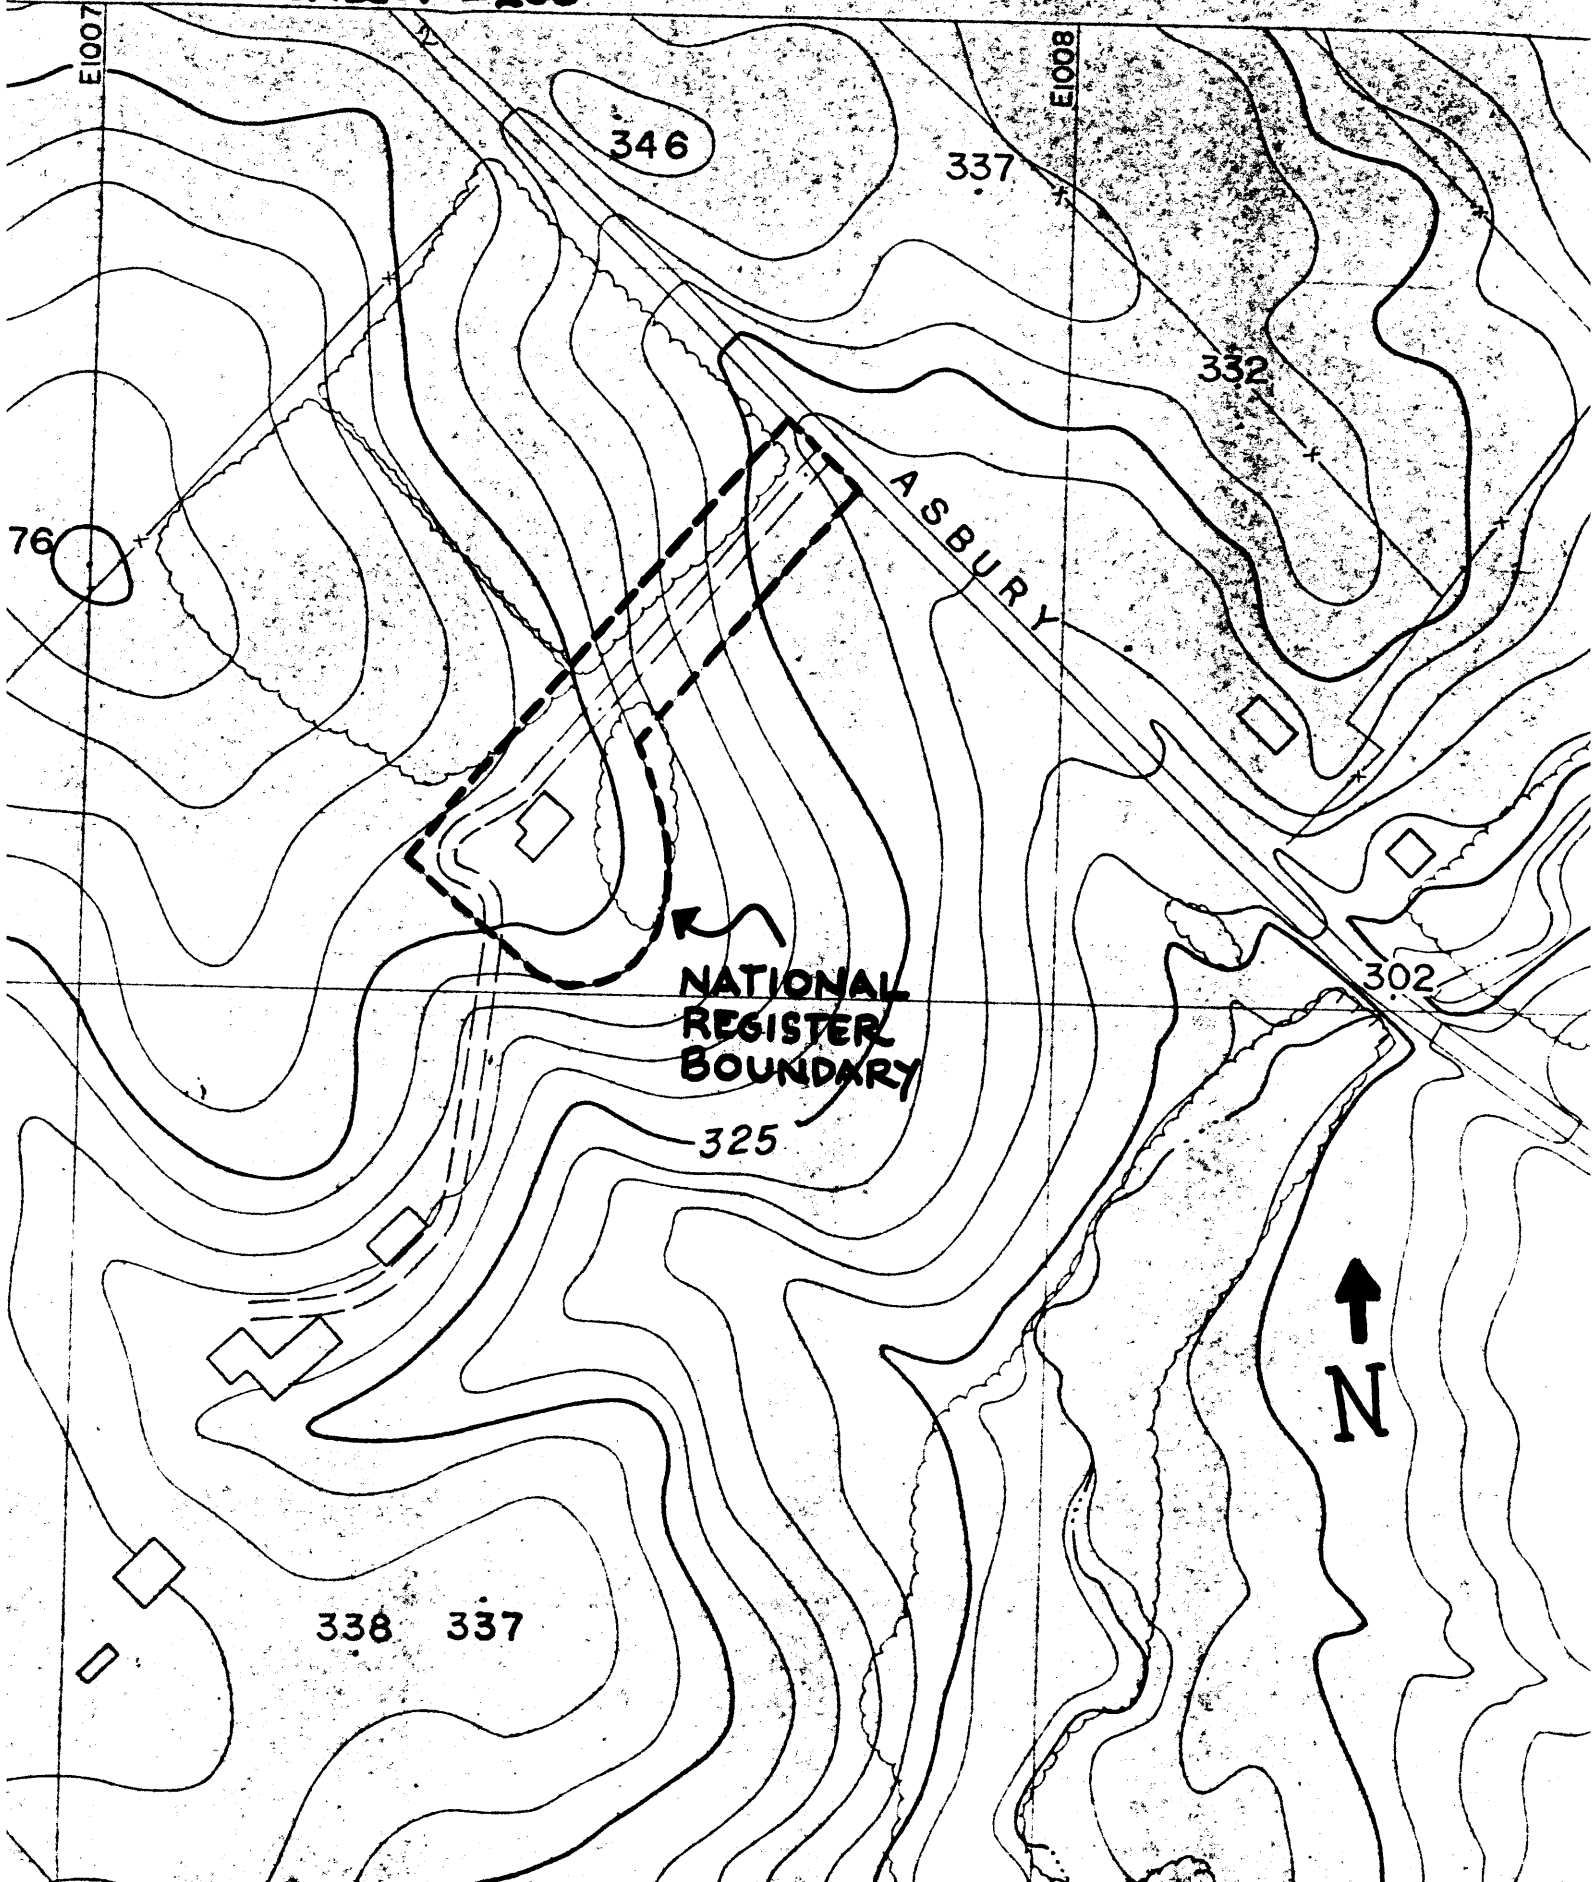 E1007
E1008
346
337
332
76
ASBURY
NATIONAL
REGISTER
BOUNDARY
302
325
N
338 337